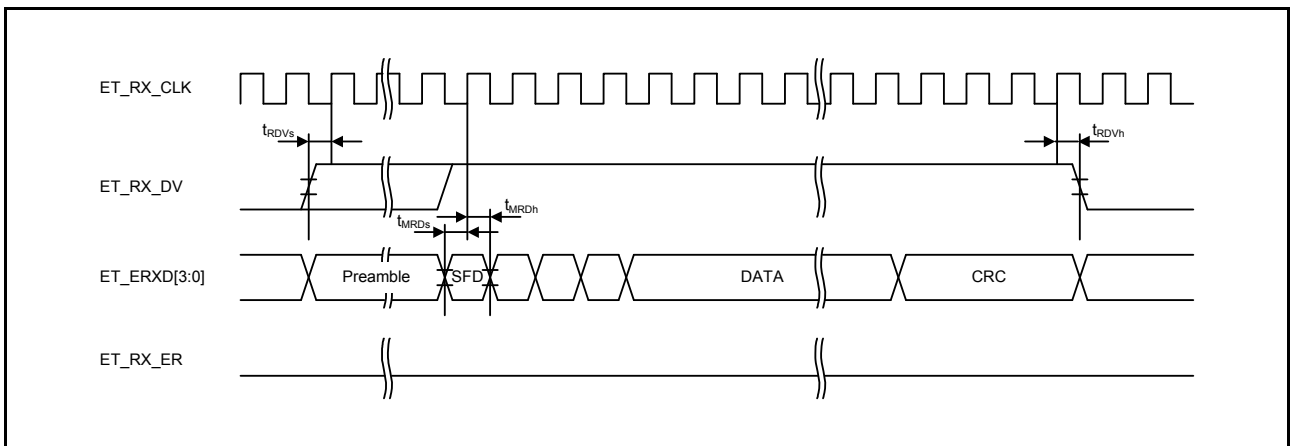 ET_RX_CLK
tRDVs
tRDVh
ET_RX_DV
tMRDh
tMRDs
ET_ERXD[3:0]
Preamble
SFD
DATA
CRC
ET_RX_ER